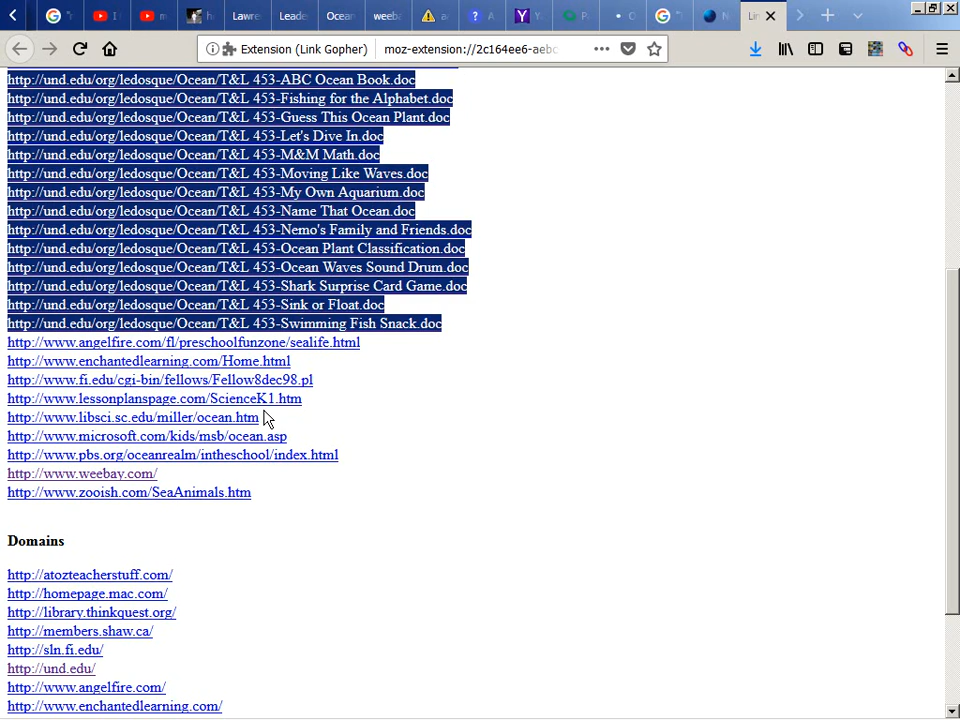 Lawre
Leade
Ocean
weeba
Link
Extension (Link Gopher)
moz-extension://2c164ee6-aebc
http://und.edu/org/ledosque/Ocean/T&L 453-ABC Ocean Book.doc
http://und.edu/org/ledosque/Ocean/T&L 453-Fishing for the Alphabet.doc
http://und.edu/org/ledosque/Ocean/T&L 453-Guess This Ocean Plant.doc
http://und.edu/org/ledosque/Ocean/T&L 453-Let's Dive In.doc
http://und.edu/org/ledosque/Ocean/T&L 453-M&M Math.doc
http://und.edu/org/ledosque/Ocean/T&L 453-Moving Like Waves.doc
http://und.edu/org/ledosque/Ocean/T&L 453-My Own Aquarium.doc
http://und.edu/org/ledosque/Ocean/T&L 453-Name That Ocean.doc
http://und.edu/org/ledosque/Ocean/T&L 453-Nemo's Family and Friends.doc
http://und.edu/org/ledosque/Ocean/T&L 453-Ocean Plant Classification.doc
http://und.edu/org/ledosque/Ocean/T&L 453-Ocean Waves Sound Drum.doc
http://und.edu/org/ledosque/Ocean/T&L 453-Shark Surprise Card Game.doc
http://und.edu/org/ledosque/Ocean/T&L 453-Sink or Float.doc
http://und.edu/org/ledosque/Ocean/T&L 453-Swimming Fish Snack.doc
http://www.angelfire.com/fl/preschoolfunzone/sealife.html
http://www.enchantedlearning.com/Home.html
http://www.fi.edu/cgi-bin/fellows/Fellow8dec98.pl
http://www.lessonplanspage.com/ScienceK1.htm
http://www.libsci.sc.edu/miller/ocean.htm
http://www.microsoft.com/kids/msb/ocean.asp
http://www.pbs.org/oceanrealm/intheschool/index.html
http://www.weebay.com/
http://www.zooish.com/SeaAnimals.htm
Domains
http://atozteacherstuff.com/
http://homepage.mac.com/
http://library.thinkquest.org/
http://members.shaw.ca/
http://sln.fi.edu/
http://und.edu/
http://www.angelfire.com/
http://www.enchantedlearning.com/